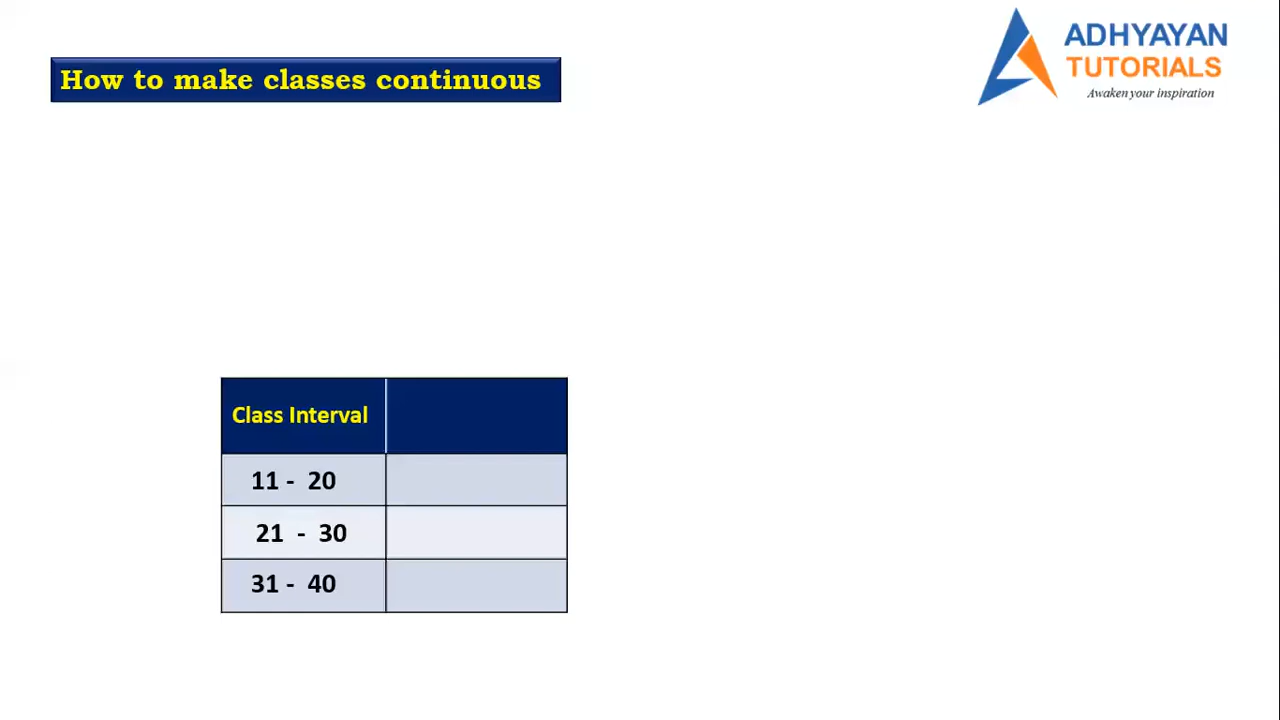 How to make classes continuous
ADHYAYAN
TUTORIALS
Awaken your inspiration
Class Interval
11 - 20
21 - 30
31 - 40